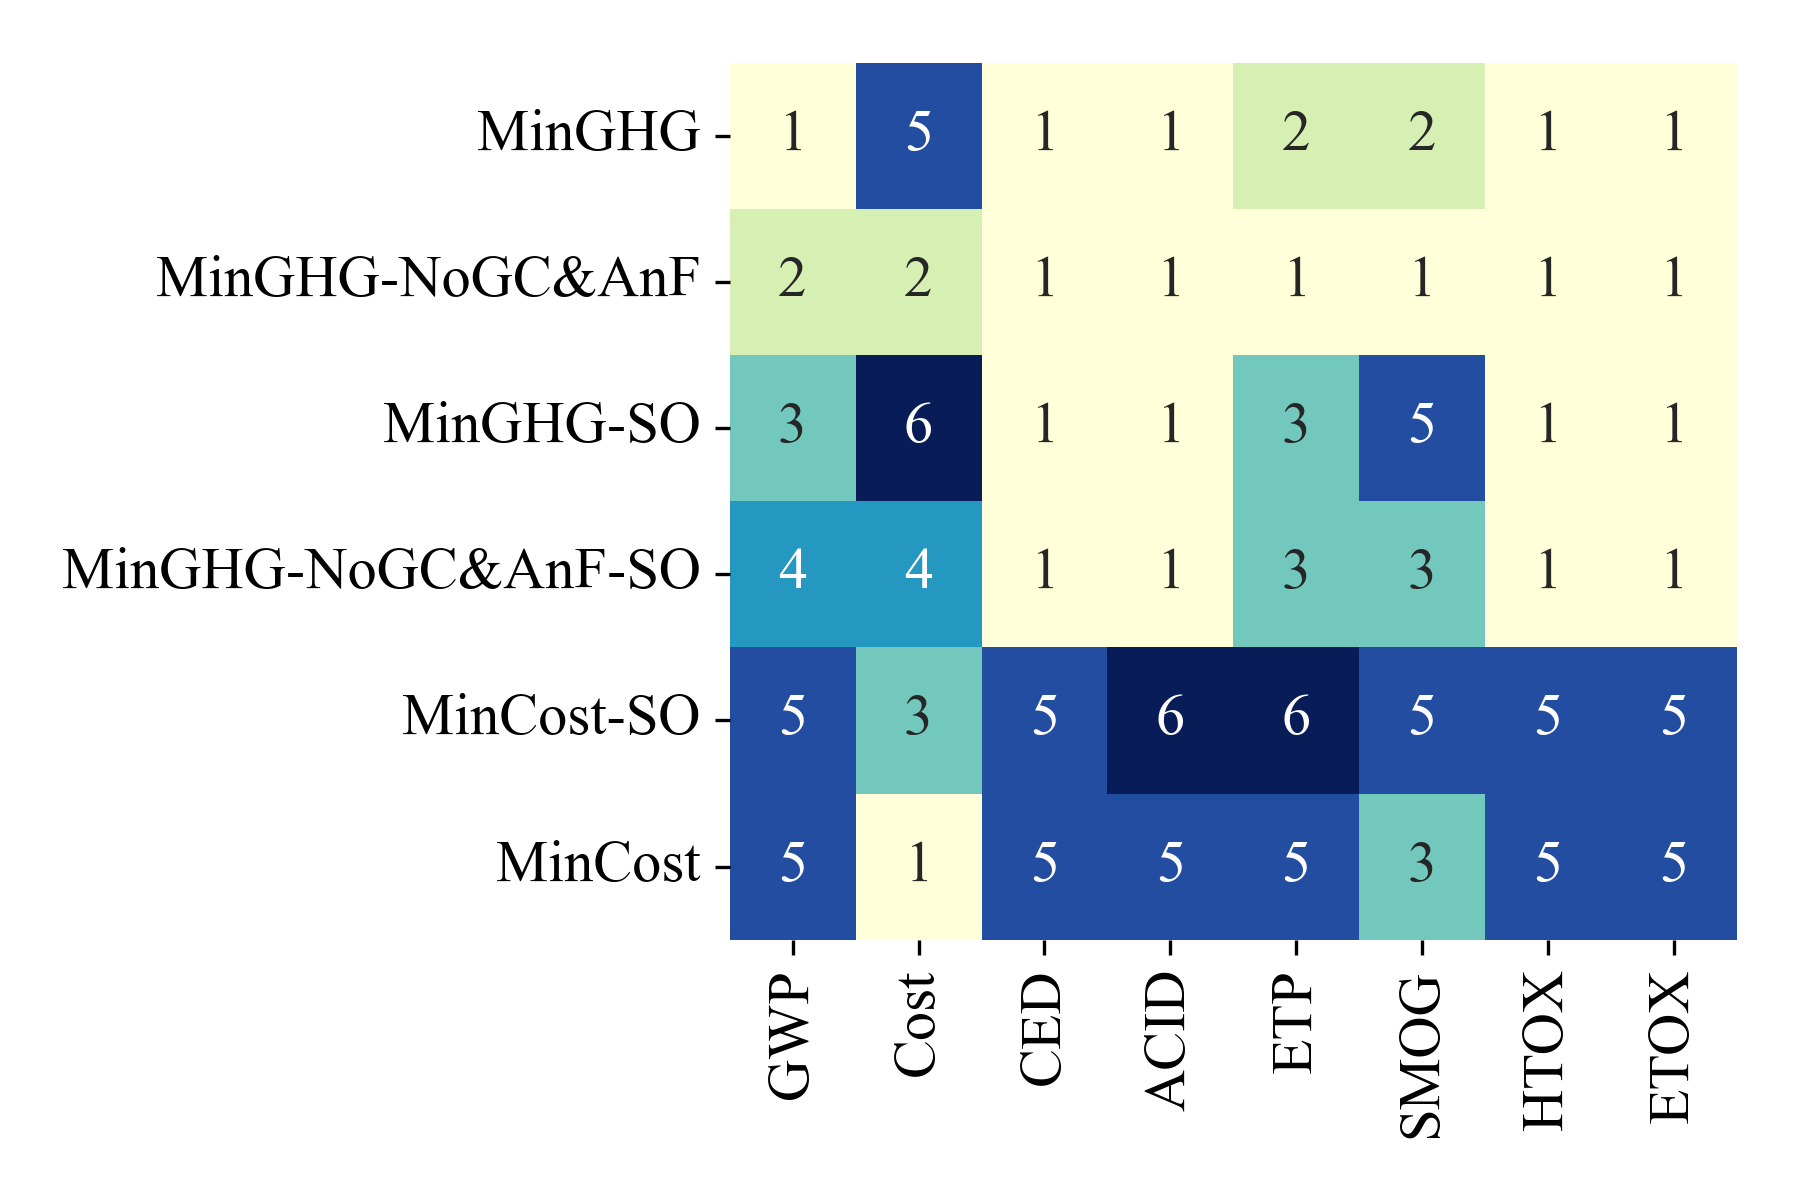 MinGHG 1 5 1 1 2 2 1 1
MinGHG-NoGC&AnF 2 2 1 1 1 1 1 1
MinGHG-SO 3 6 1 1 3 5 1 1
MinGHG-NoGC&AnF-SO 4 4 1 1 3 3 1 1
MinCost-SO 5 3 5 6 6 5 5 5
MinCost 5 1 5 5 5 3 5 5
GWP Cost CED ACID ETP SMOG HTOX ETOX